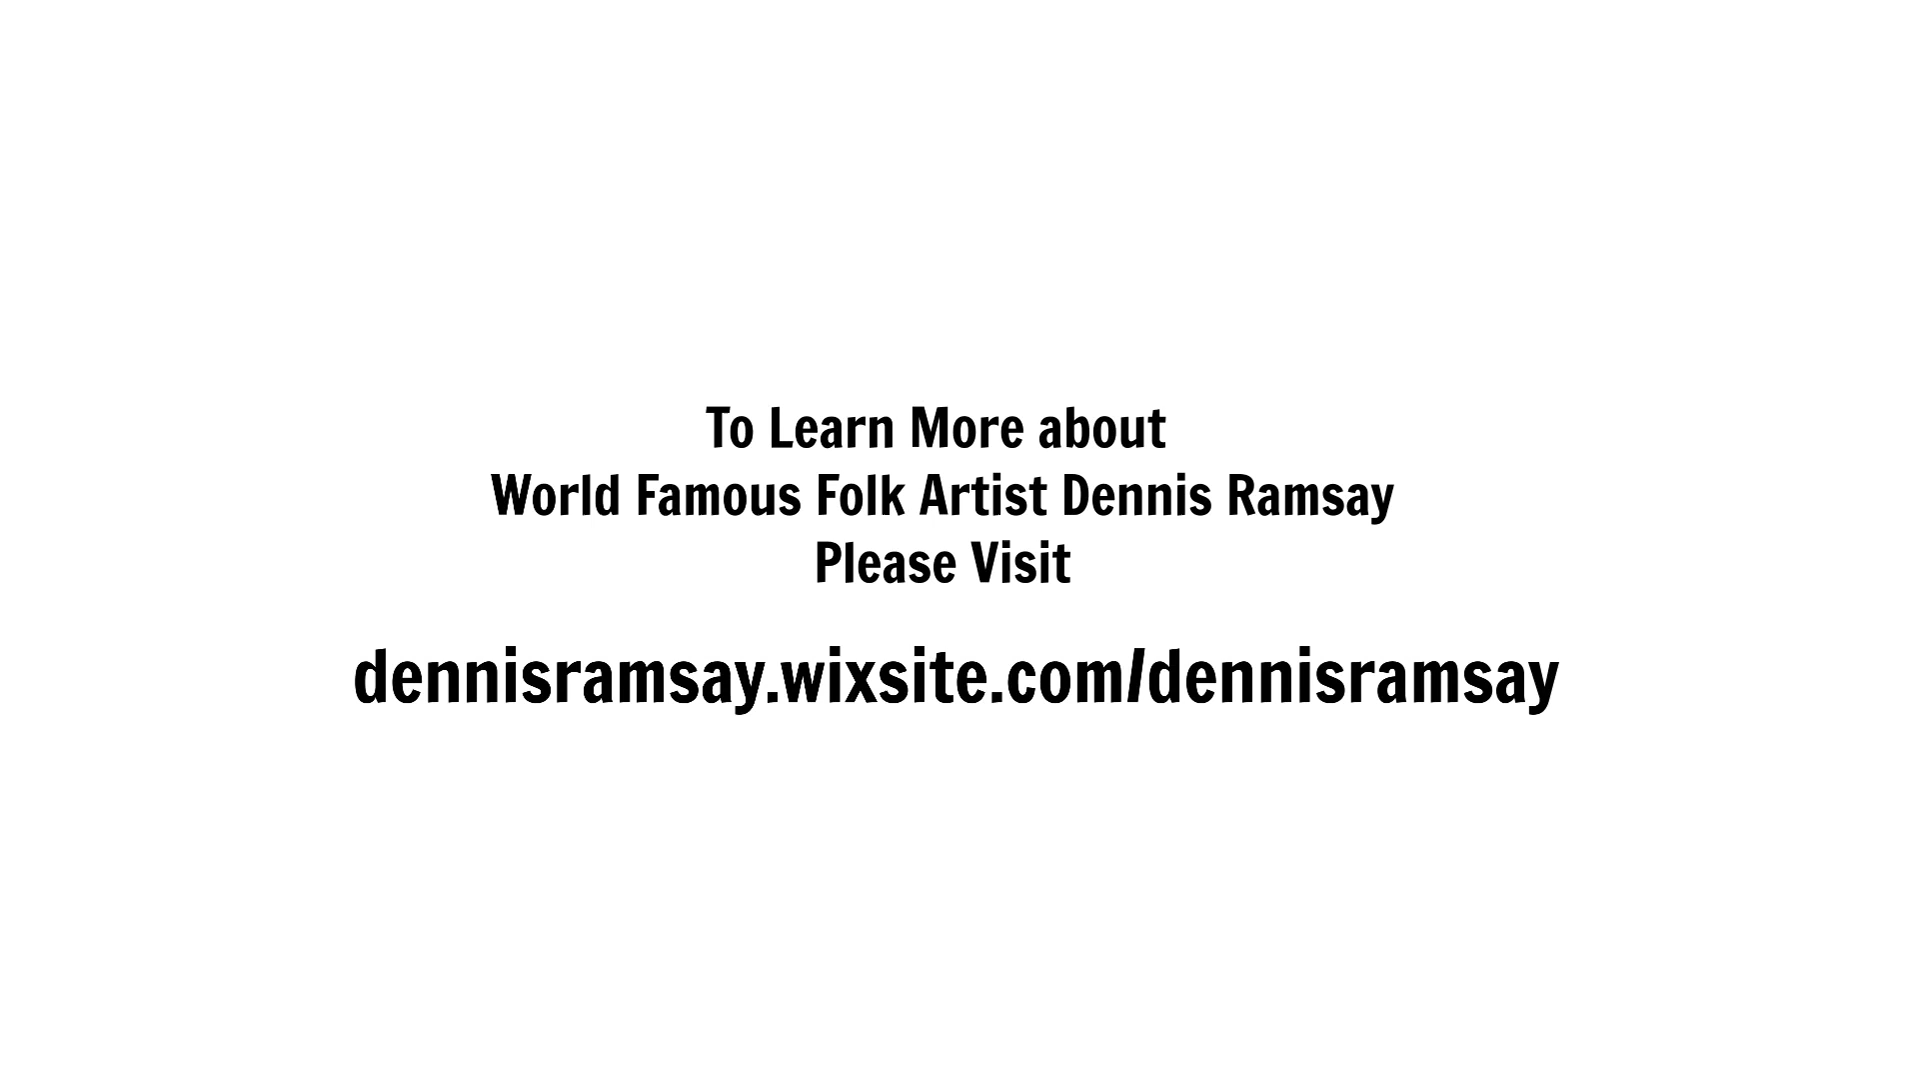 To Learn More about
World Famous Folk Artist Dennis Ramsay
Please Visit
dennisramsay.wixsite.com/dennisramsay